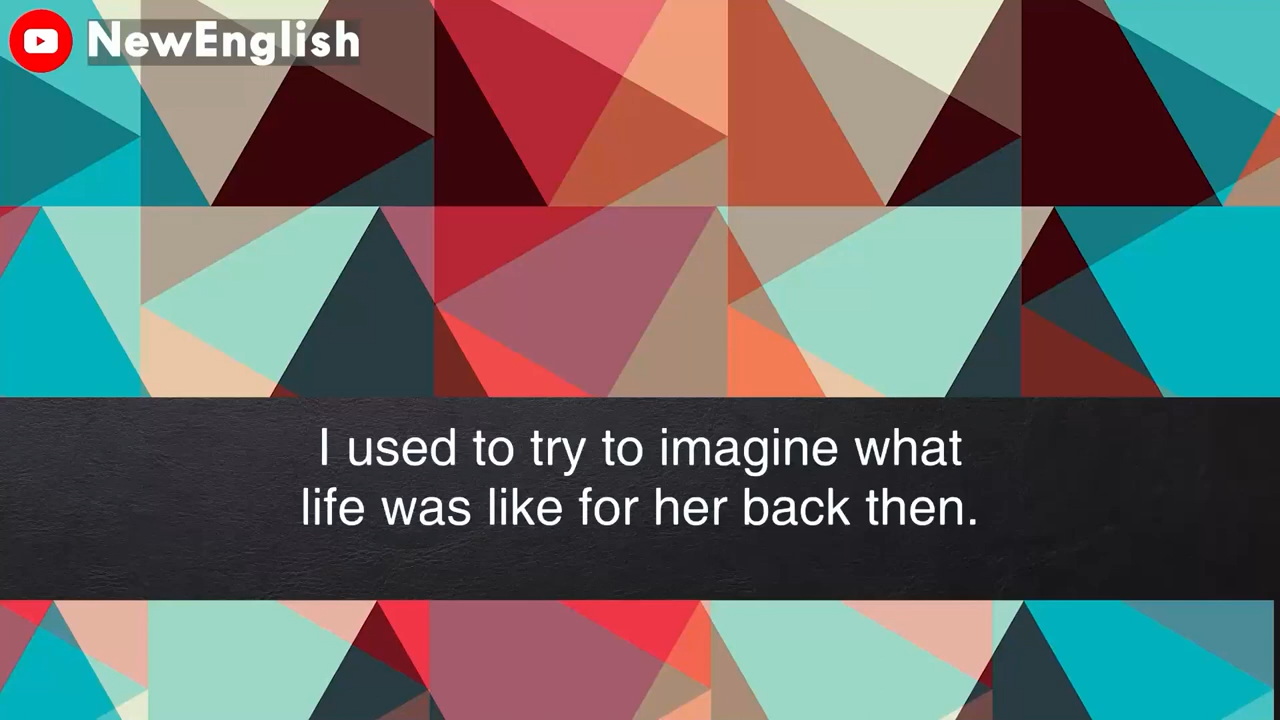 NewEnglish
I used to try to imagine what
life was like for her back then.